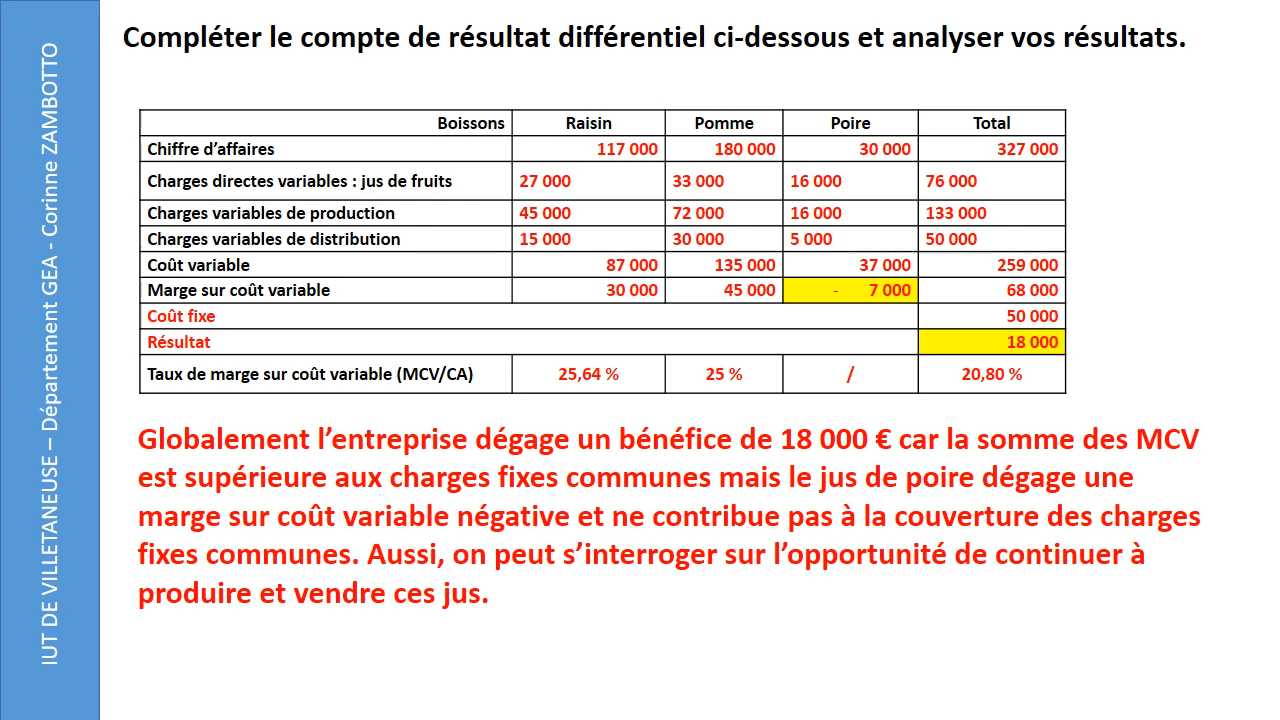 Compléter le compte de résultat différentiel ci-dessous et analyser vos résultats.
IUT DE VILLETANEUSE – Département GEA - Corinne ZAMBOTTO
Boissons Raisin Pomme Poire Total
Chiffre d’affaires 117 000 180 000 30 000 327 000
Charges directes variables : jus de fruits 27 000 33 000 16 000 76 000
Charges variables de production 45 000 72 000 16 000 133 000
Charges variables de distribution 15 000 30 000 5 000 50 000
Coût variable 87 000 135 000 37 000 259 000
Marge sur coût variable 30 000 45 000 - 7 000 68 000
Coût fixe 50 000
Résultat 18 000
Taux de marge sur coût variable (MCV/CA) 25,64 % 25 % / 20,80 %
Globalement l’entreprise dégage un bénéfice de 18 000 € car la somme des MCV
est supérieure aux charges fixes communes mais le jus de poire dégage une
marge sur coût variable négative et ne contribue pas à la couverture des charges
fixes communes. Aussi, on peut s’interroger sur l’opportunité de continuer à
produire et vendre ces jus.